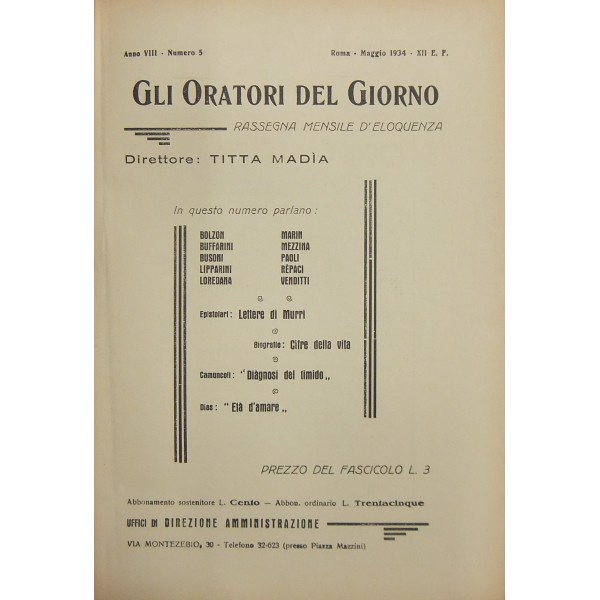 Anno VIII - Numero 5
Roma - Maggio 1934 - XII E. F.
GLI ORATORI DEL GIORNO
RASSEGNA MENSILE D'ELOQUENZA
Direttore: TITTA MADÌA
In questo numero parlano:
BOLZON MARIN
BUFFARINI MEZZINA
BUSONI PAOLI
LIPPARINI RÈPACI
LOREDANA VENDITTI
Epistolari: Lettere di Murri
Biografie: Cifre della vita
Camuncoli: "Diàgnosi del timido„
Dias: "Età d'amare„
PREZZO DEL FASCICOLO L. 3
Abbonamento sostenitore L. Cento — Abbon. ordinario L. Trentacinque
UFFICI DI DIREZIONE AMMINISTRAZIONE
VIA MONTEZEBIO, 30 - Telefono 32-623 (presso Piazza Mazzini)